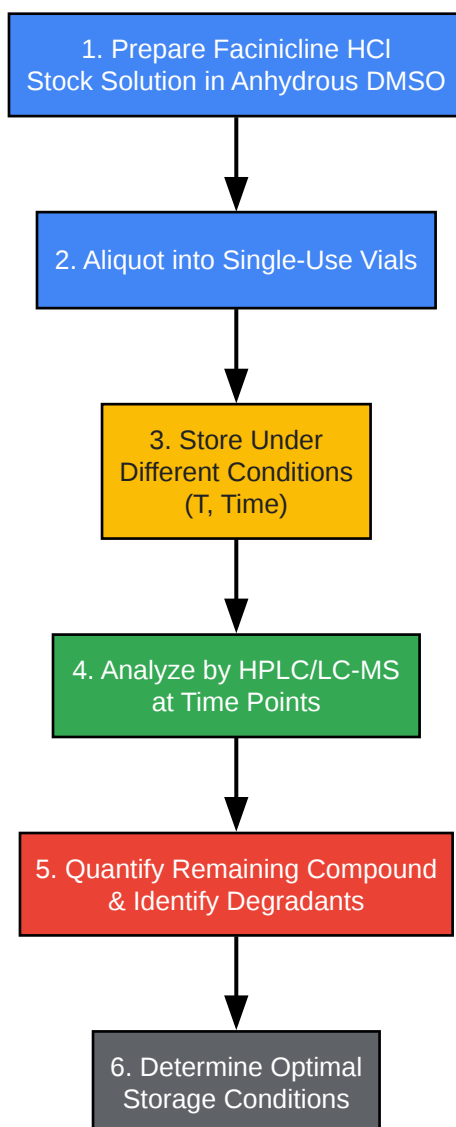 1. Prepare Facinicline HCl
Stock Solution in Anhydrous DMSO
2. Aliquot into Single-Use Vials
3. Store Under
Different Conditions
(T, Time)
4. Analyze by HPLC/LC-MS
at Time Points
5. Quantify Remaining Compound
& Identify Degradants
6. Determine Optimal
Storage Conditions